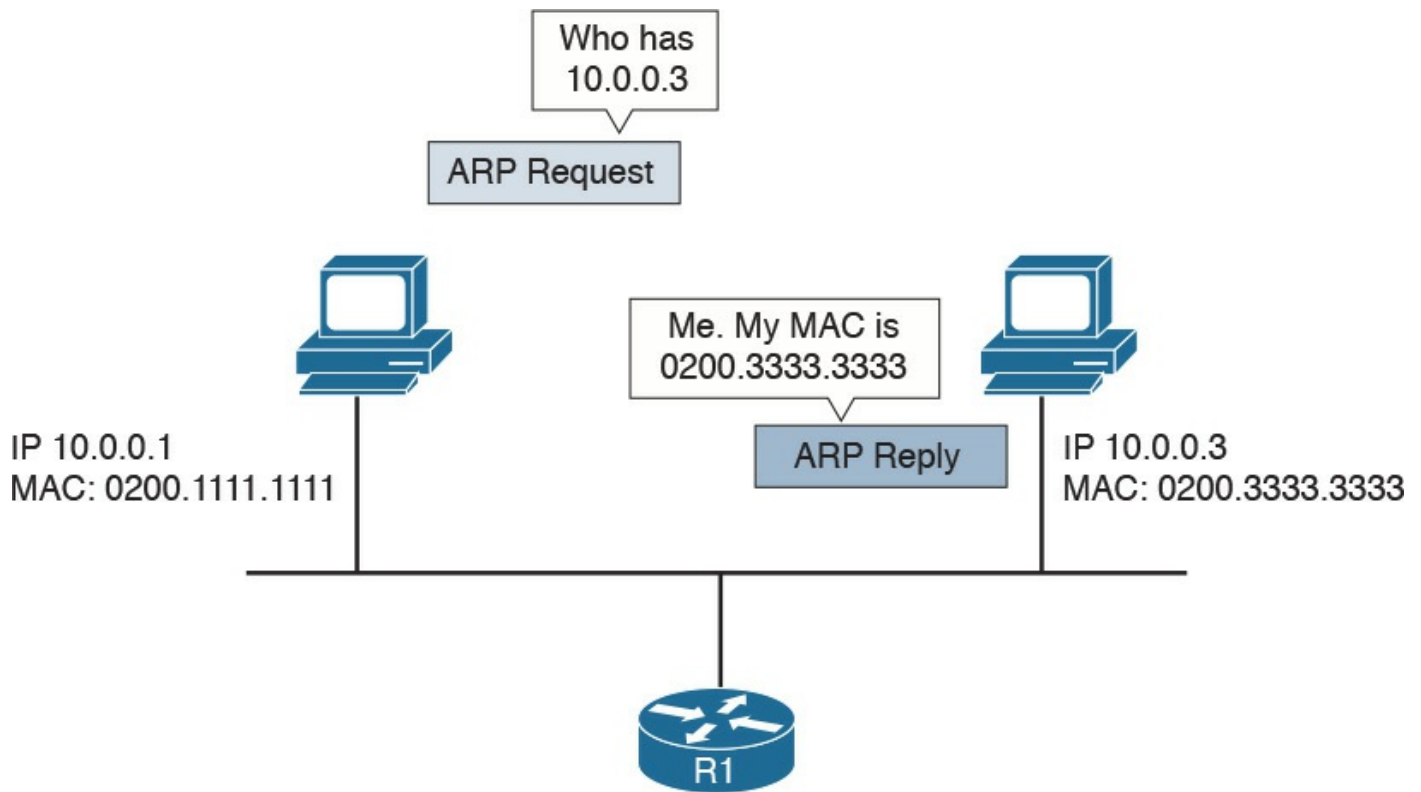 Who has
10.0.0.3
ARP Request
Me. My MAC is
0200.3333.3333
ARP Reply
IP 10.0.0.1
MAC: 0200.1111.1111
IP 10.0.0.3
MAC: 0200.3333.3333
R1